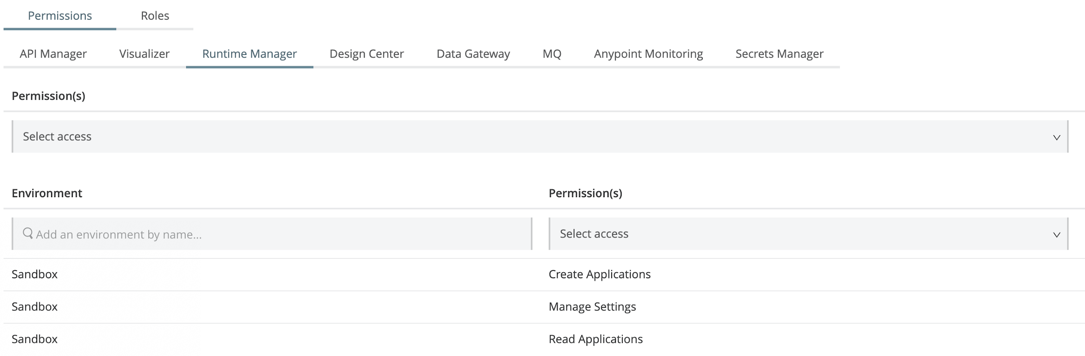 Permissions Roles
API Manager Visualizer Runtime Manager Design Center Data Gateway MQ Anypoint Monitoring Secrets Manager
Permission(s)
Select access
Environment Permission(s)
Add an environment by name... Select access
Sandbox Create Applications
Sandbox Manage Settings
Sandbox Read Applications